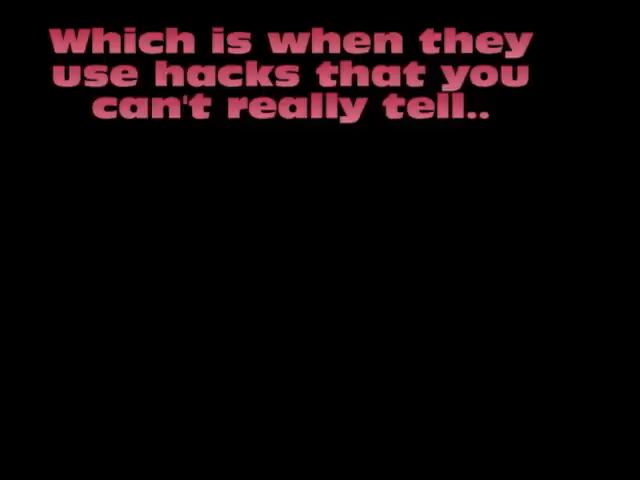 Which is when they
use hacks that you
can't really tell..